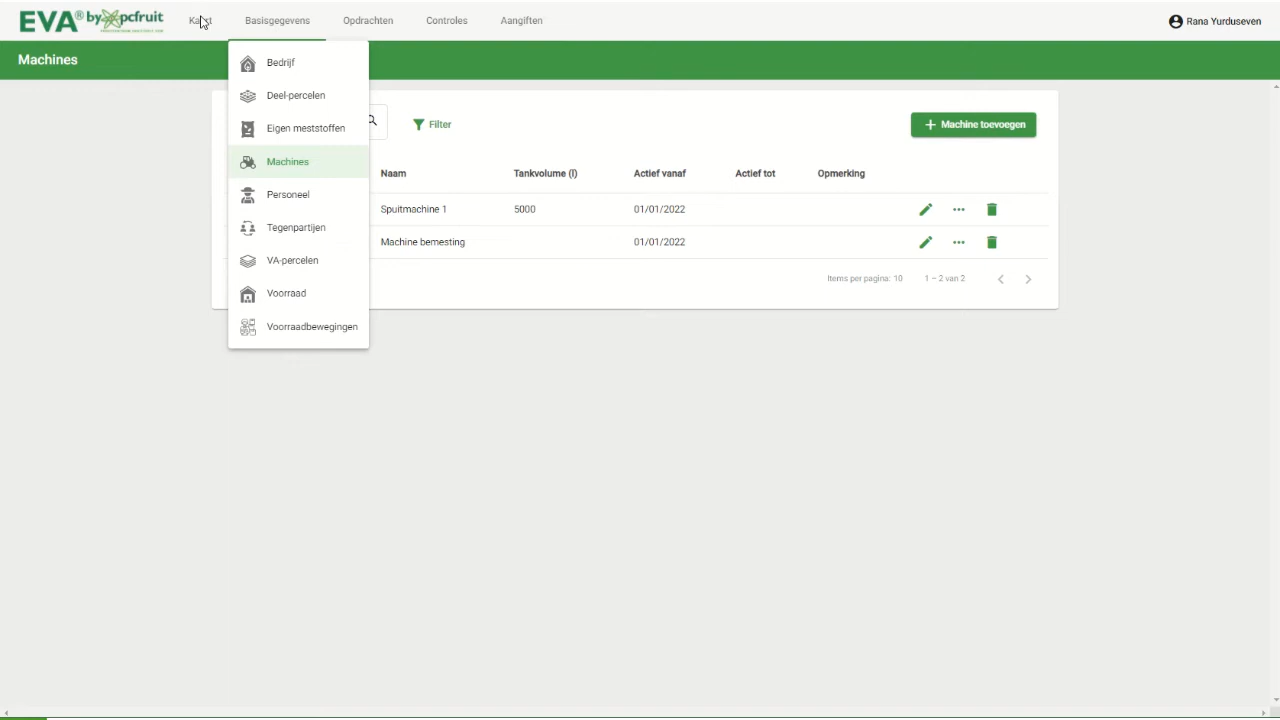 EVA® by pcfruit
Basisgegevens
Opdrachten
Controles
Aangiften
Rana Yurduseven
Machines
Bedrijf
Deel-percelen
Eigen meststoffen
Machines
Personeel
Tegenpartijen
VA-percelen
Voorraad
Voorraadbewegingen
Filter
Machine toevoegen
Naam Tankvolume (l) Actief vanaf Actief tot Opmerking
Spuitmachine 1 5000 01/01/2022
Machine bemesting 01/01/2022
Items per pagina: 10 1 – 2 van 2